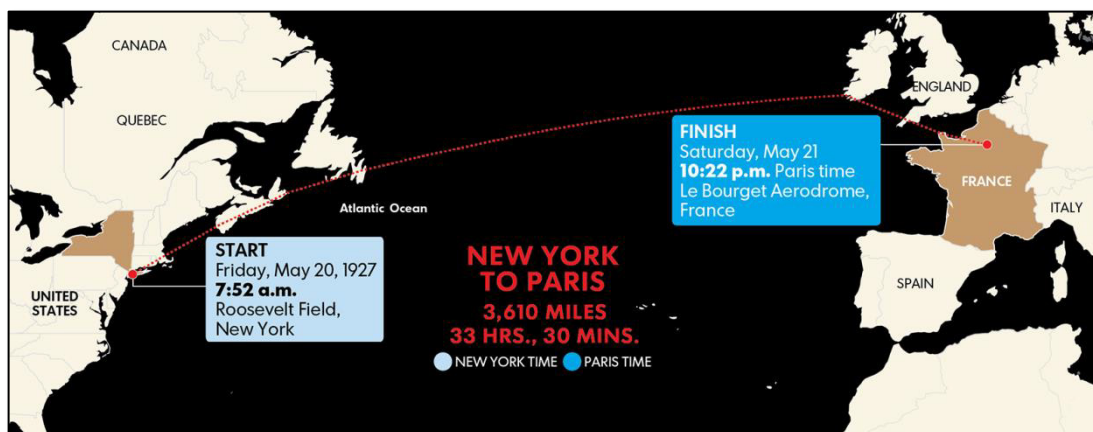 CANADA
QUEBEC
ENGLAND
FINISH
Saturday, May 21
10:22 p.m. Paris time
Le Bourget Aerodrome,
France
FRANCE
ITALY
Atlantic Ocean
START
Friday, May 20, 1927
7:52 a.m.
Roosevelt Field,
New York
UNITED
STATES
NEW YORK
TO PARIS
3,610 MILES
33 HRS., 30 MINS.
NEW YORK TIME PARIS TIME
SPAIN